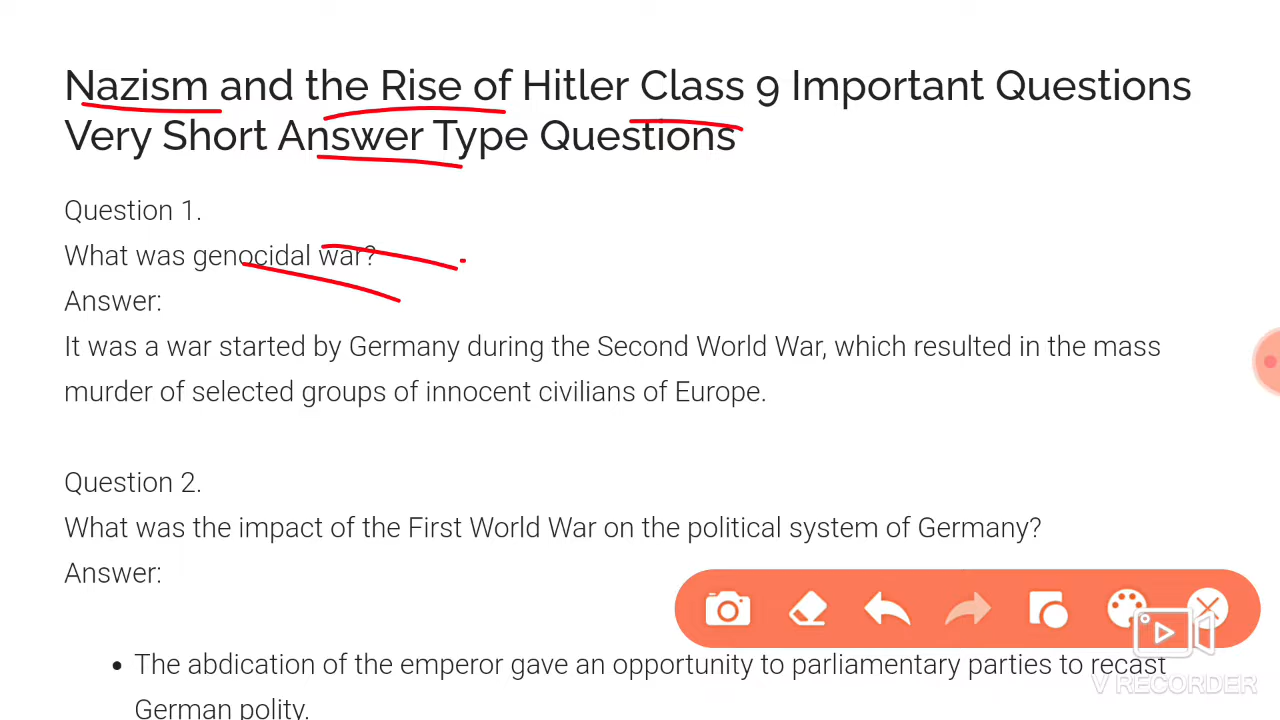 Nazism and the Rise of Hitler Class 9 Important Questions
Very Short Answer Type Questions
Question 1.
What was genocidal war?
Answer:
It was a war started by Germany during the Second World War, which resulted in the mass
murder of selected groups of innocent civilians of Europe.
Question 2.
What was the impact of the First World War on the political system of Germany?
Answer:
• The abdication of the emperor gave an opportunity to parliamentary parties to recast
German polity.
V RECORDER